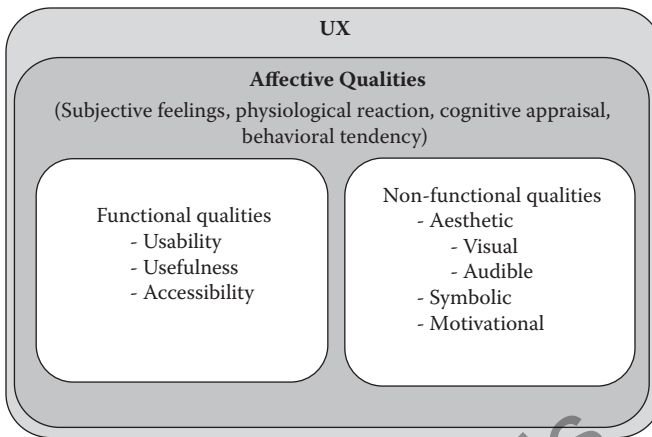 UX
Affective Qualities
(Subjective feelings, physiological reaction, cognitive appraisal,
behavioral tendency)
Functional qualities
- Usability
- Usefulness
- Accessibility
Non-functional qualities
- Aesthetic
- Visual
- Audible
- Symbolic
- Motivational